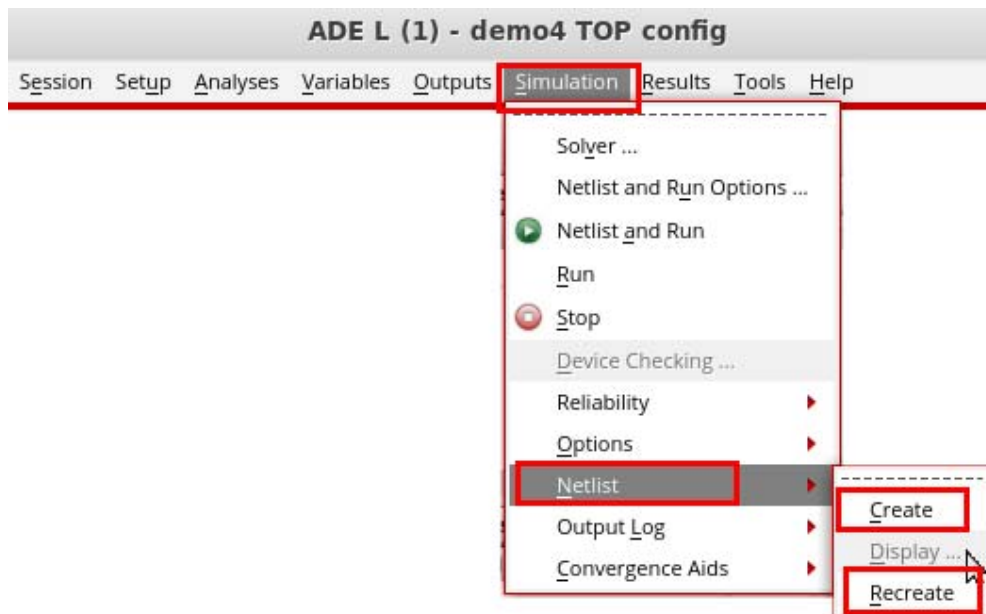 ADE L (1) - demo4 TOP config
Session Setup Analyses Variables Outputs Simulation Results Tools Help
Solver ...
Netlist and Run Options ...
Netlist and Run
Run
Stop
Device Checking ...
Reliability
Options
Netlist
Output Log
Convergence Aids
Create
Display ...
Recreate